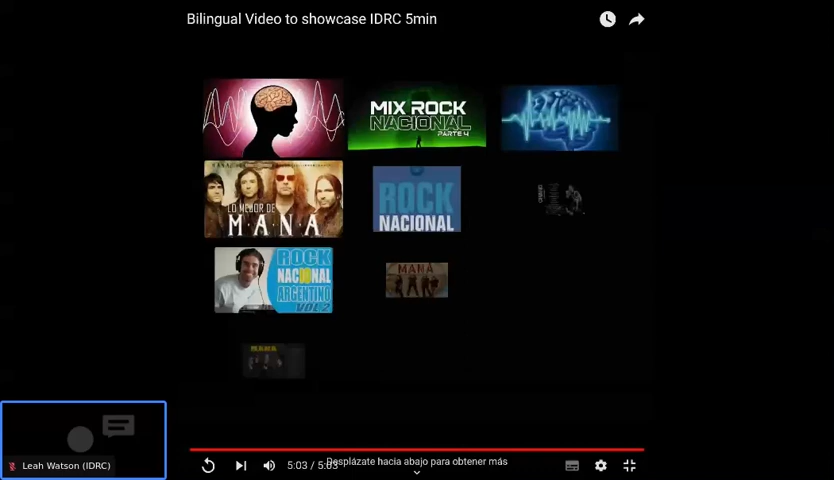 Bilingual Video to showcase IDRC 5min
MIX ROCK
NACIONAL
PARTE 4
LO MEJOR DE
MANA
ROCK
NACIONAL
ROCK
NACIONAL
ARGENTINO
VOL 2
MANA
MANA
5:03 / 5:03
Desplázate hacia abajo para obtener más
Leah Watson (IDRC)